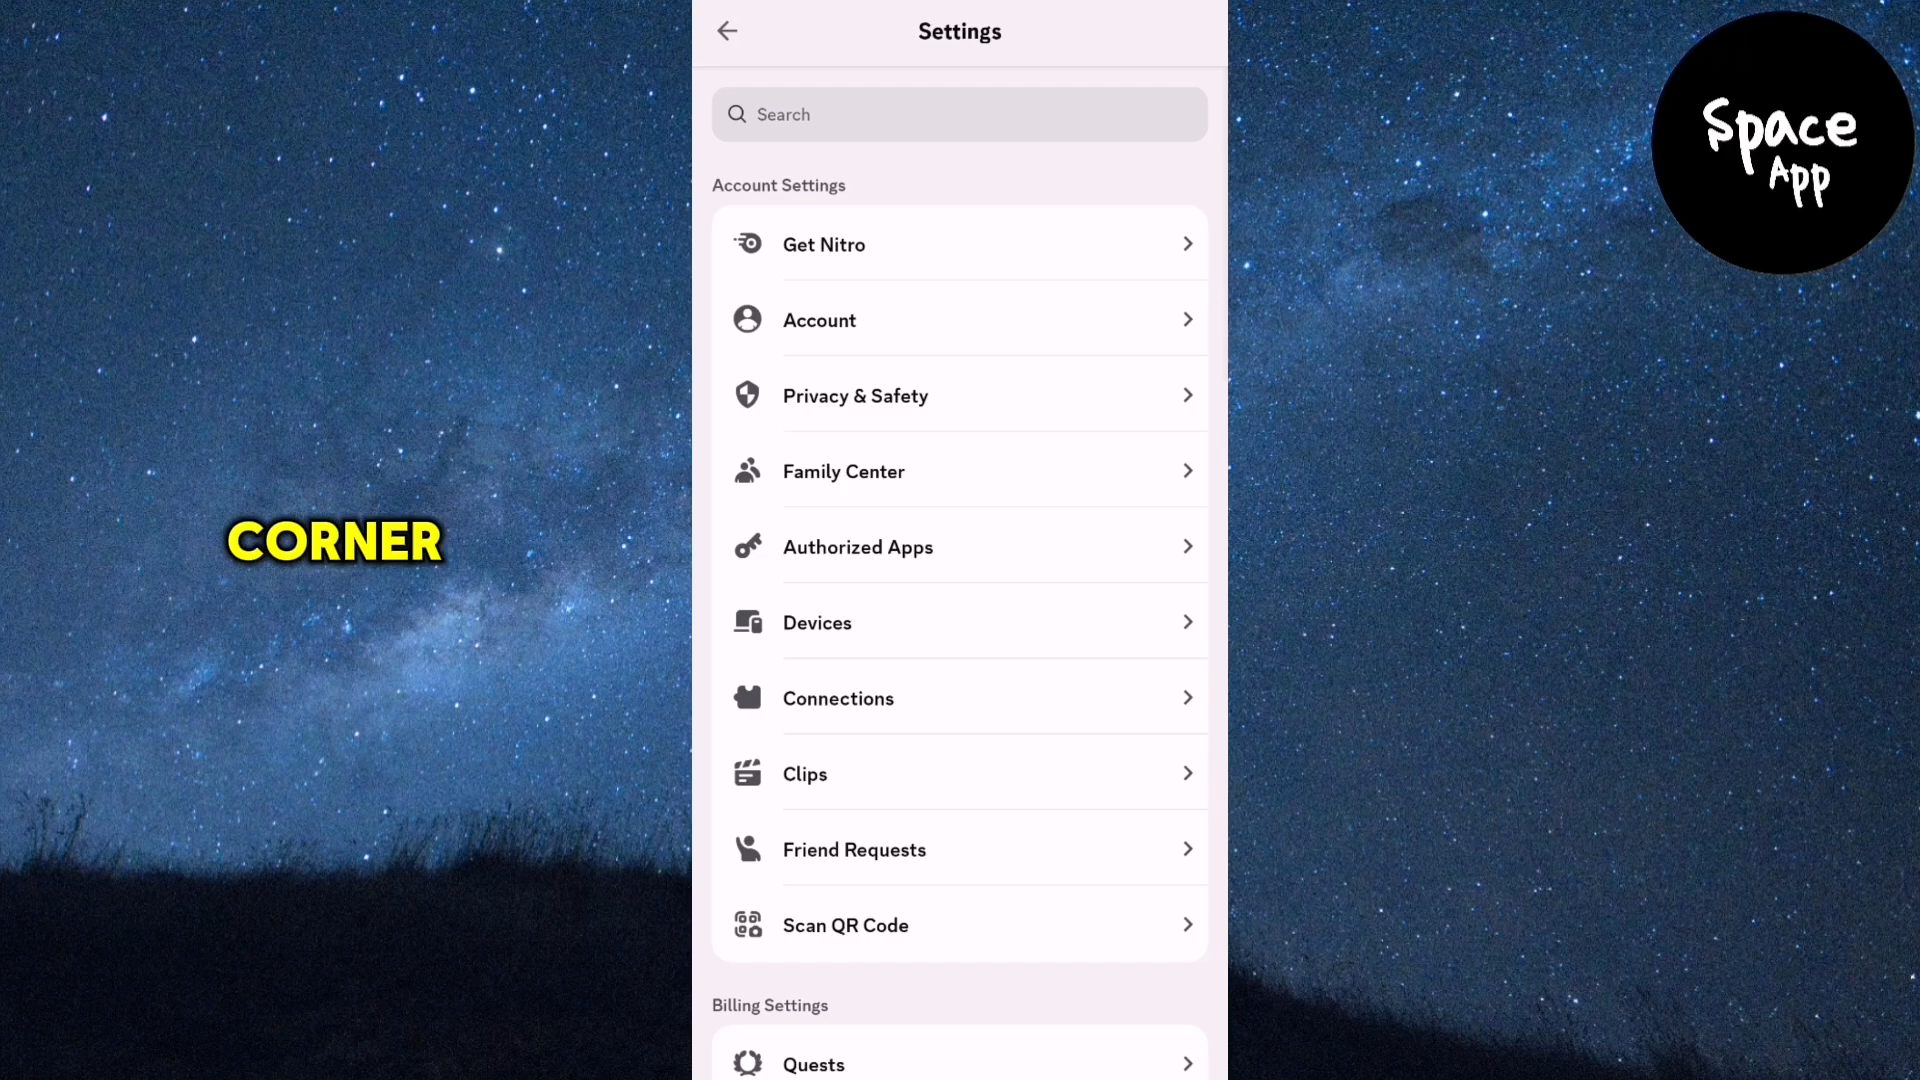 Settings
Search
Account Settings
Get Nitro
Account
Privacy & Safety
Family Center
Authorized Apps
Devices
Connections
Clips
Friend Requests
Scan QR Code
Billing Settings
Quests
CORNER
Space
App